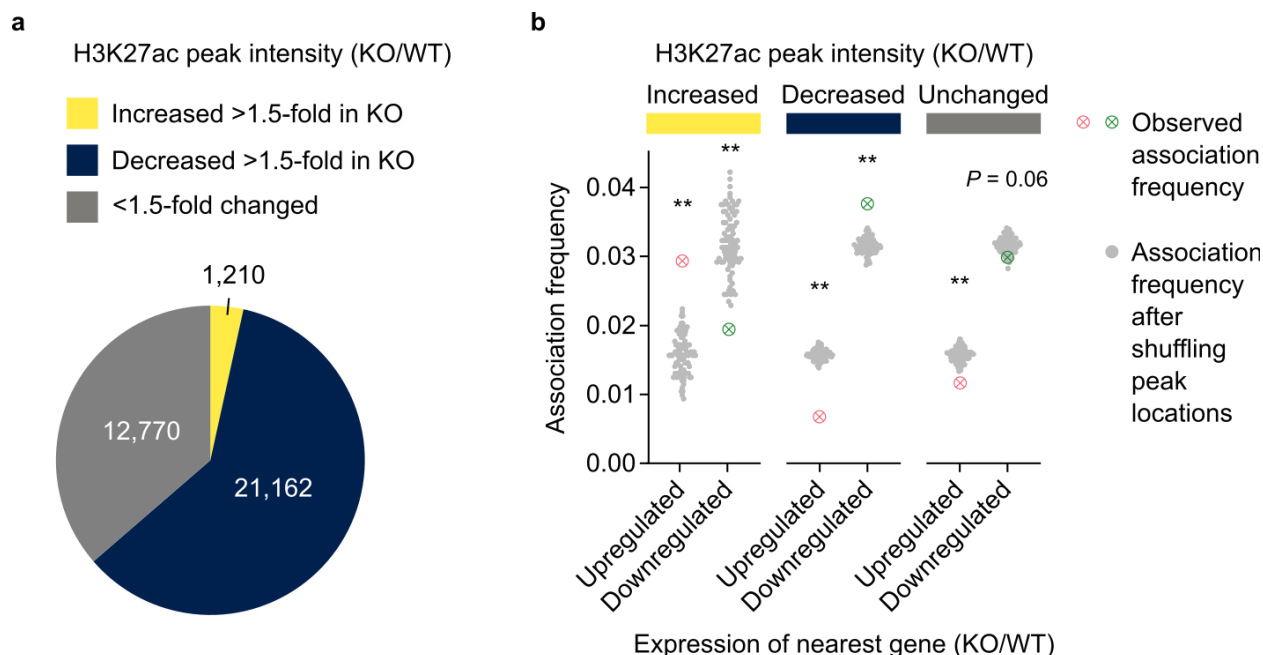 a
H3K27ac peak intensity (KO/WT)
Increased >1.5-fold in KO
Decreased >1.5-fold in KO
<1.5-fold changed
1,210
12,770
21,162
b
H3K27ac peak intensity (KO/WT)
Increased
Decreased
Unchanged
Association frequency
0.04
0.03
0.02
0.01
0.00
**
**
**
**
**
P = 0.06
Upregulated
Downregulated
Upregulated
Downregulated
Upregulated
Downregulated
Expression of nearest gene (KO/WT)
Observed
association
frequency
Association
frequency
after
shuffling
peak
locations